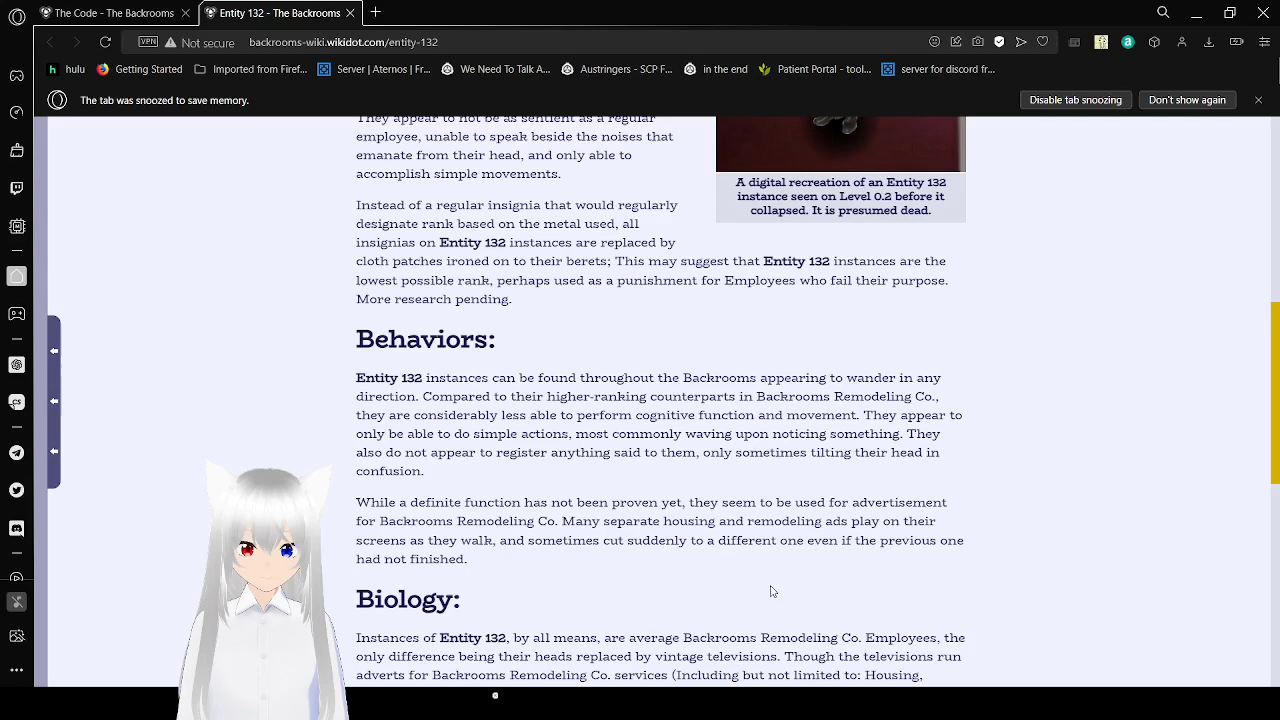 The Code - The Backrooms
Entity 132 - The Backrooms
VPN
Not secure
backrooms-wiki.wikidot.com/entity-132
hulu
Getting Started
Imported from Firef...
Server | Aternos | Fr...
We Need To Talk A...
Austringers - SCP F...
in the end
Patient Portal - tool...
server for discord fr...
The tab was snoozed to save memory.
Disable tab snoozing
Don't show again
They appear to not be as sentient as a regular
employee, unable to speak beside the noises that
emanate from their head, and only able to
accomplish simple movements.
A digital recreation of an Entity 132
instance seen on Level 0.2 before it
collapsed. It is presumed dead.
Instead of a regular insignia that would regularly
designate rank based on the metal used, all
insignias on Entity 132 instances are replaced by
cloth patches ironed on to their berets; This may suggest that Entity 132 instances are the
lowest possible rank, perhaps used as a punishment for Employees who fail their purpose.
More research pending.
Behaviors:
Entity 132 instances can be found throughout the Backrooms appearing to wander in any
direction. Compared to their higher-ranking counterparts in Backrooms Remodeling Co.,
they are considerably less able to perform cognitive function and movement. They appear to
only be able to do simple actions, most commonly waving upon noticing something. They
also do not appear to register anything said to them, only sometimes tilting their head in
confusion.
While a definite function has not been proven yet, they seem to be used for advertisement
for Backrooms Remodeling Co. Many separate housing and remodeling ads play on their
screens as they walk, and sometimes cut suddenly to a different one even if the previous one
had not finished.
Biology:
Instances of Entity 132, by all means, are average Backrooms Remodeling Co. Employees, the
only difference being their heads replaced by vintage televisions. Though the televisions run
adverts for Backrooms Remodeling Co. services (Including but not limited to: Housing,